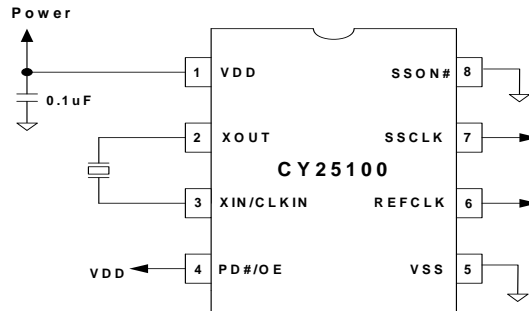 Power
1 VDD SSON# 8
0.1uF
2 XOUT SSCLK 7
CY25100
3 XIN/CLKIN REFCLK 6
VDD 4 PD#/OE VSS 5